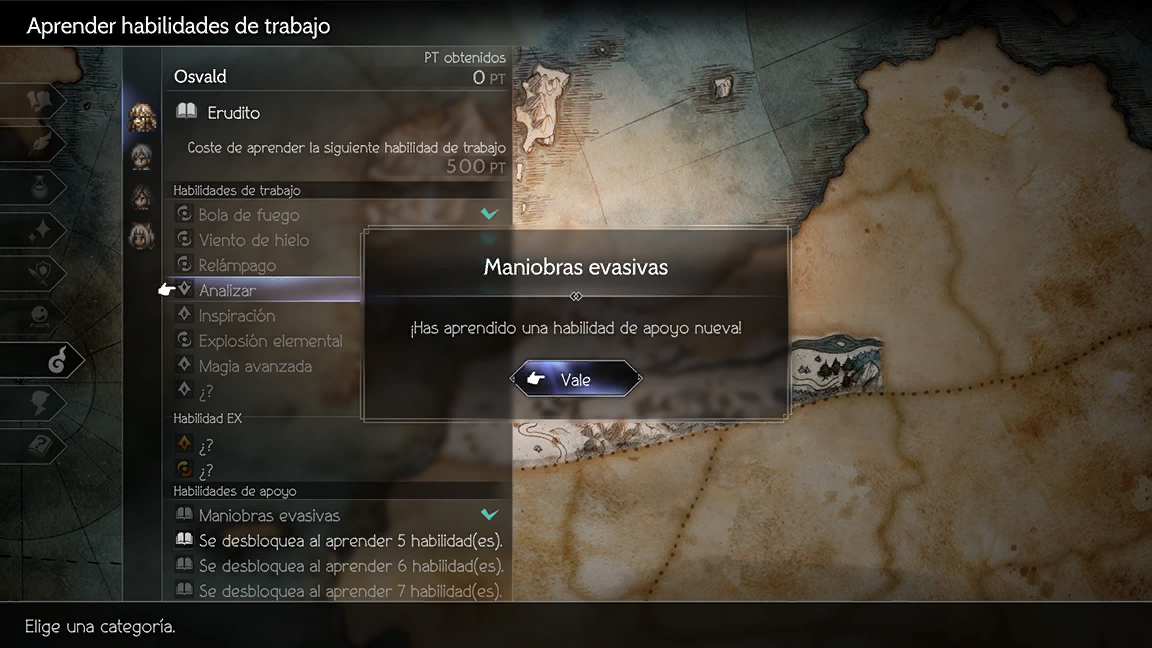 Aprender habilidades de trabajo
PT obtenidos
Osvald
0 PT
Erudito
Coste de aprender la siguiente habilidad de trabajo
500 PT
Habilidades de trabajo
Bola de fuego
Viento de hielo
Relámpago
Analizar
Inspiración
Explosión elemental
Magia avanzada
¿?
Habilidad EX
¿?
¿?
Habilidades de apoyo
Maniobras evasivas
Se desbloquea al aprender 5 habilidad(es).
Se desbloquea al aprender 6 habilidad(es).
Se desbloquea al aprender 7 habilidad(es).
Maniobras evasivas
¡Has aprendido una habilidad de apoyo nueva!
Vale
Elige una categoría.